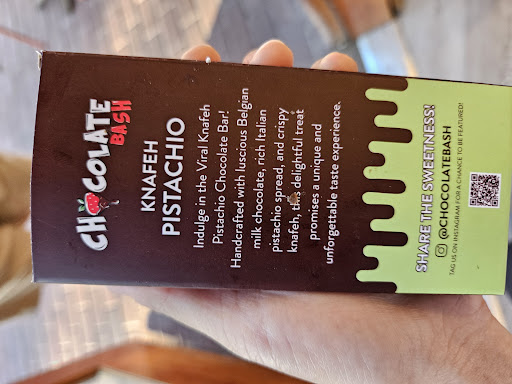 CHOCOLATE
BASH
KNAFEH
PISTACHIO
Indulge in the Viral Knafeh
Pistachio Chocolate Bar!
Handcrafted with luscious Belgian
milk chocolate, rich Italian
pistachio spread, and crispy
knafeh, this delightful treat
promises a unique and
unforgettable taste experience.
SHARE THE SWEETNESS!
@CHOCOLATEBASH
TAG US ON INSTAGRAM FOR A CHANCE TO BE FEATURED!